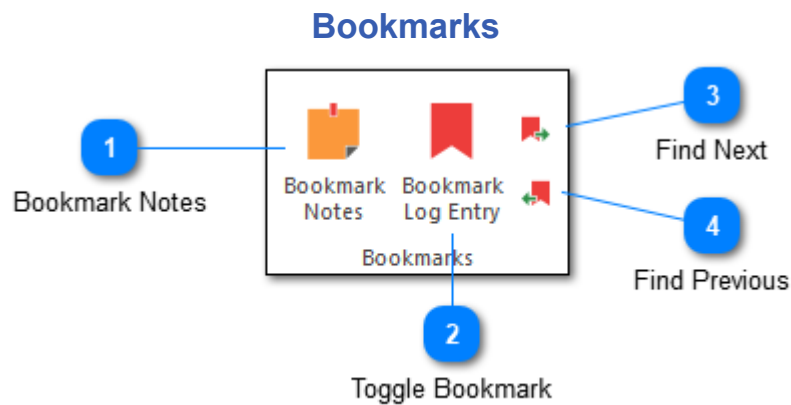 Bookmarks
1
Bookmark Notes
Bookmark
Notes
Bookmark
Log Entry
Bookmarks
3
Find Next
4
Find Previous
2
Toggle Bookmark